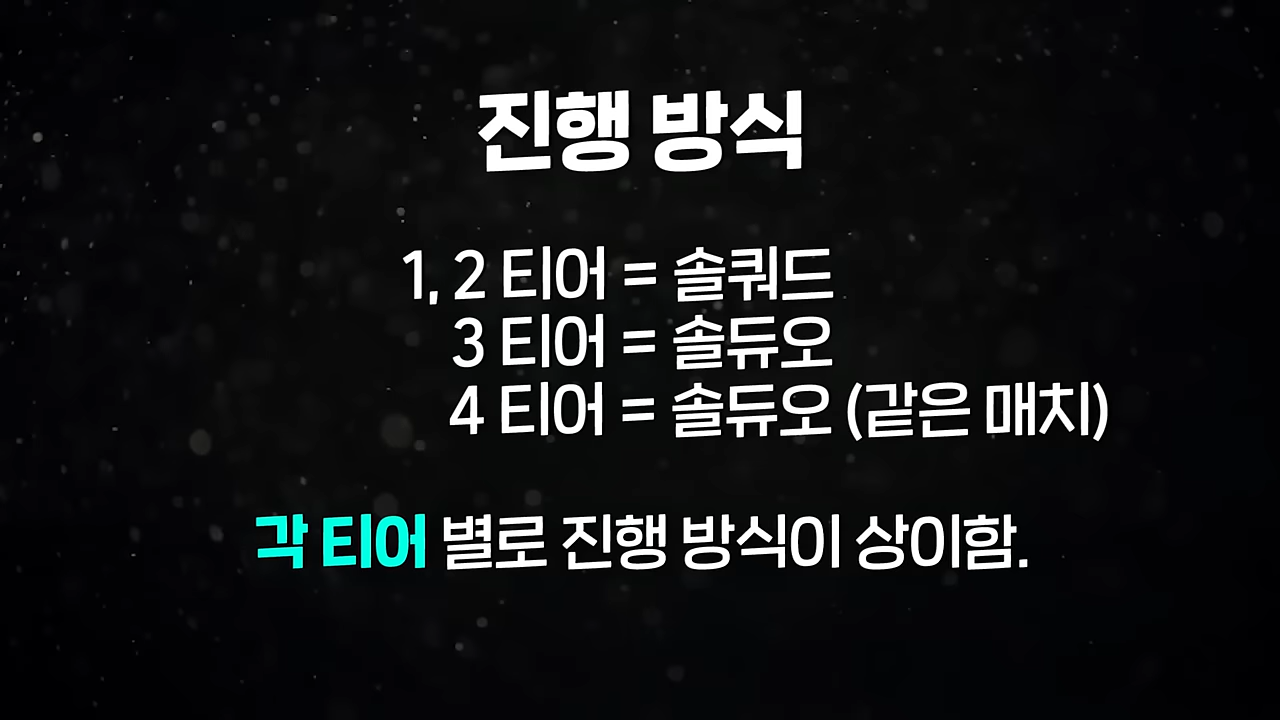 진행 방식
1, 2 티어 = 솔쿼드
3 티어 = 솔듀오
4 티어 = 솔듀오 (같은 매치)
각 티어 별로 진행 방식이 상이함.